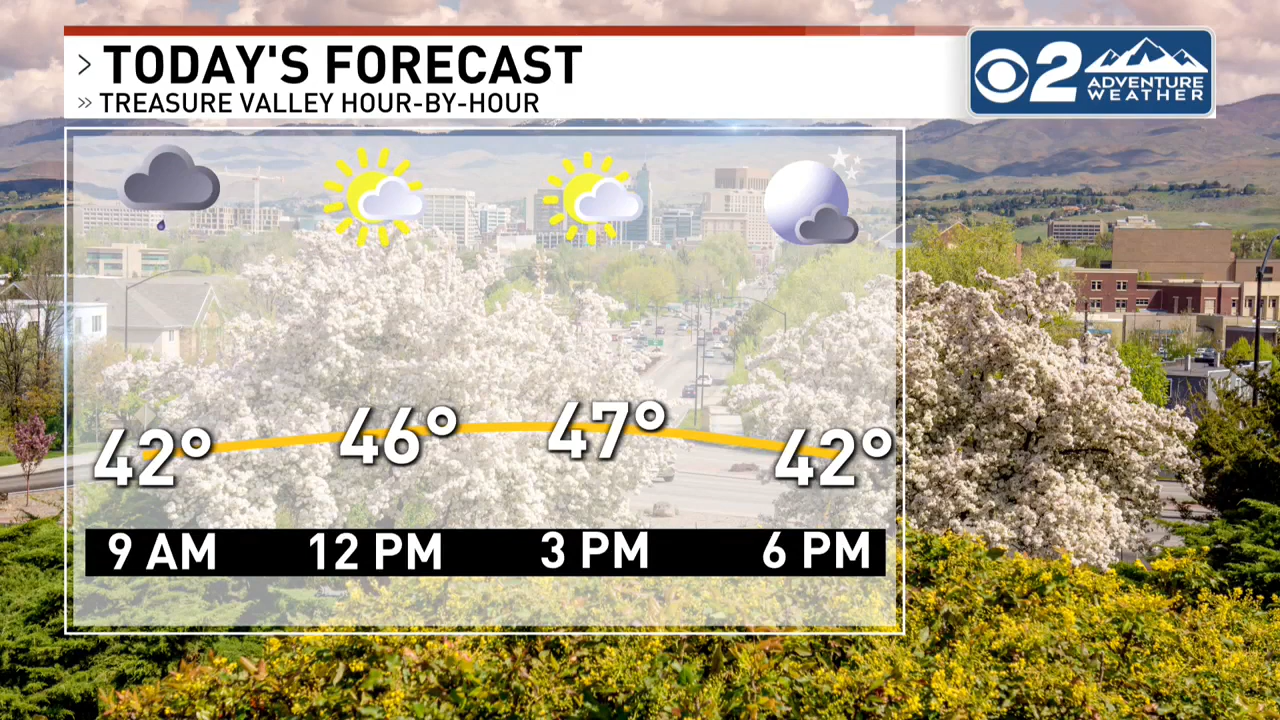 > TODAY'S FORECAST
» TREASURE VALLEY HOUR-BY-HOUR
2 ADVENTURE WEATHER
42° 46° 47° 42°
9 AM 12 PM 3 PM 6 PM